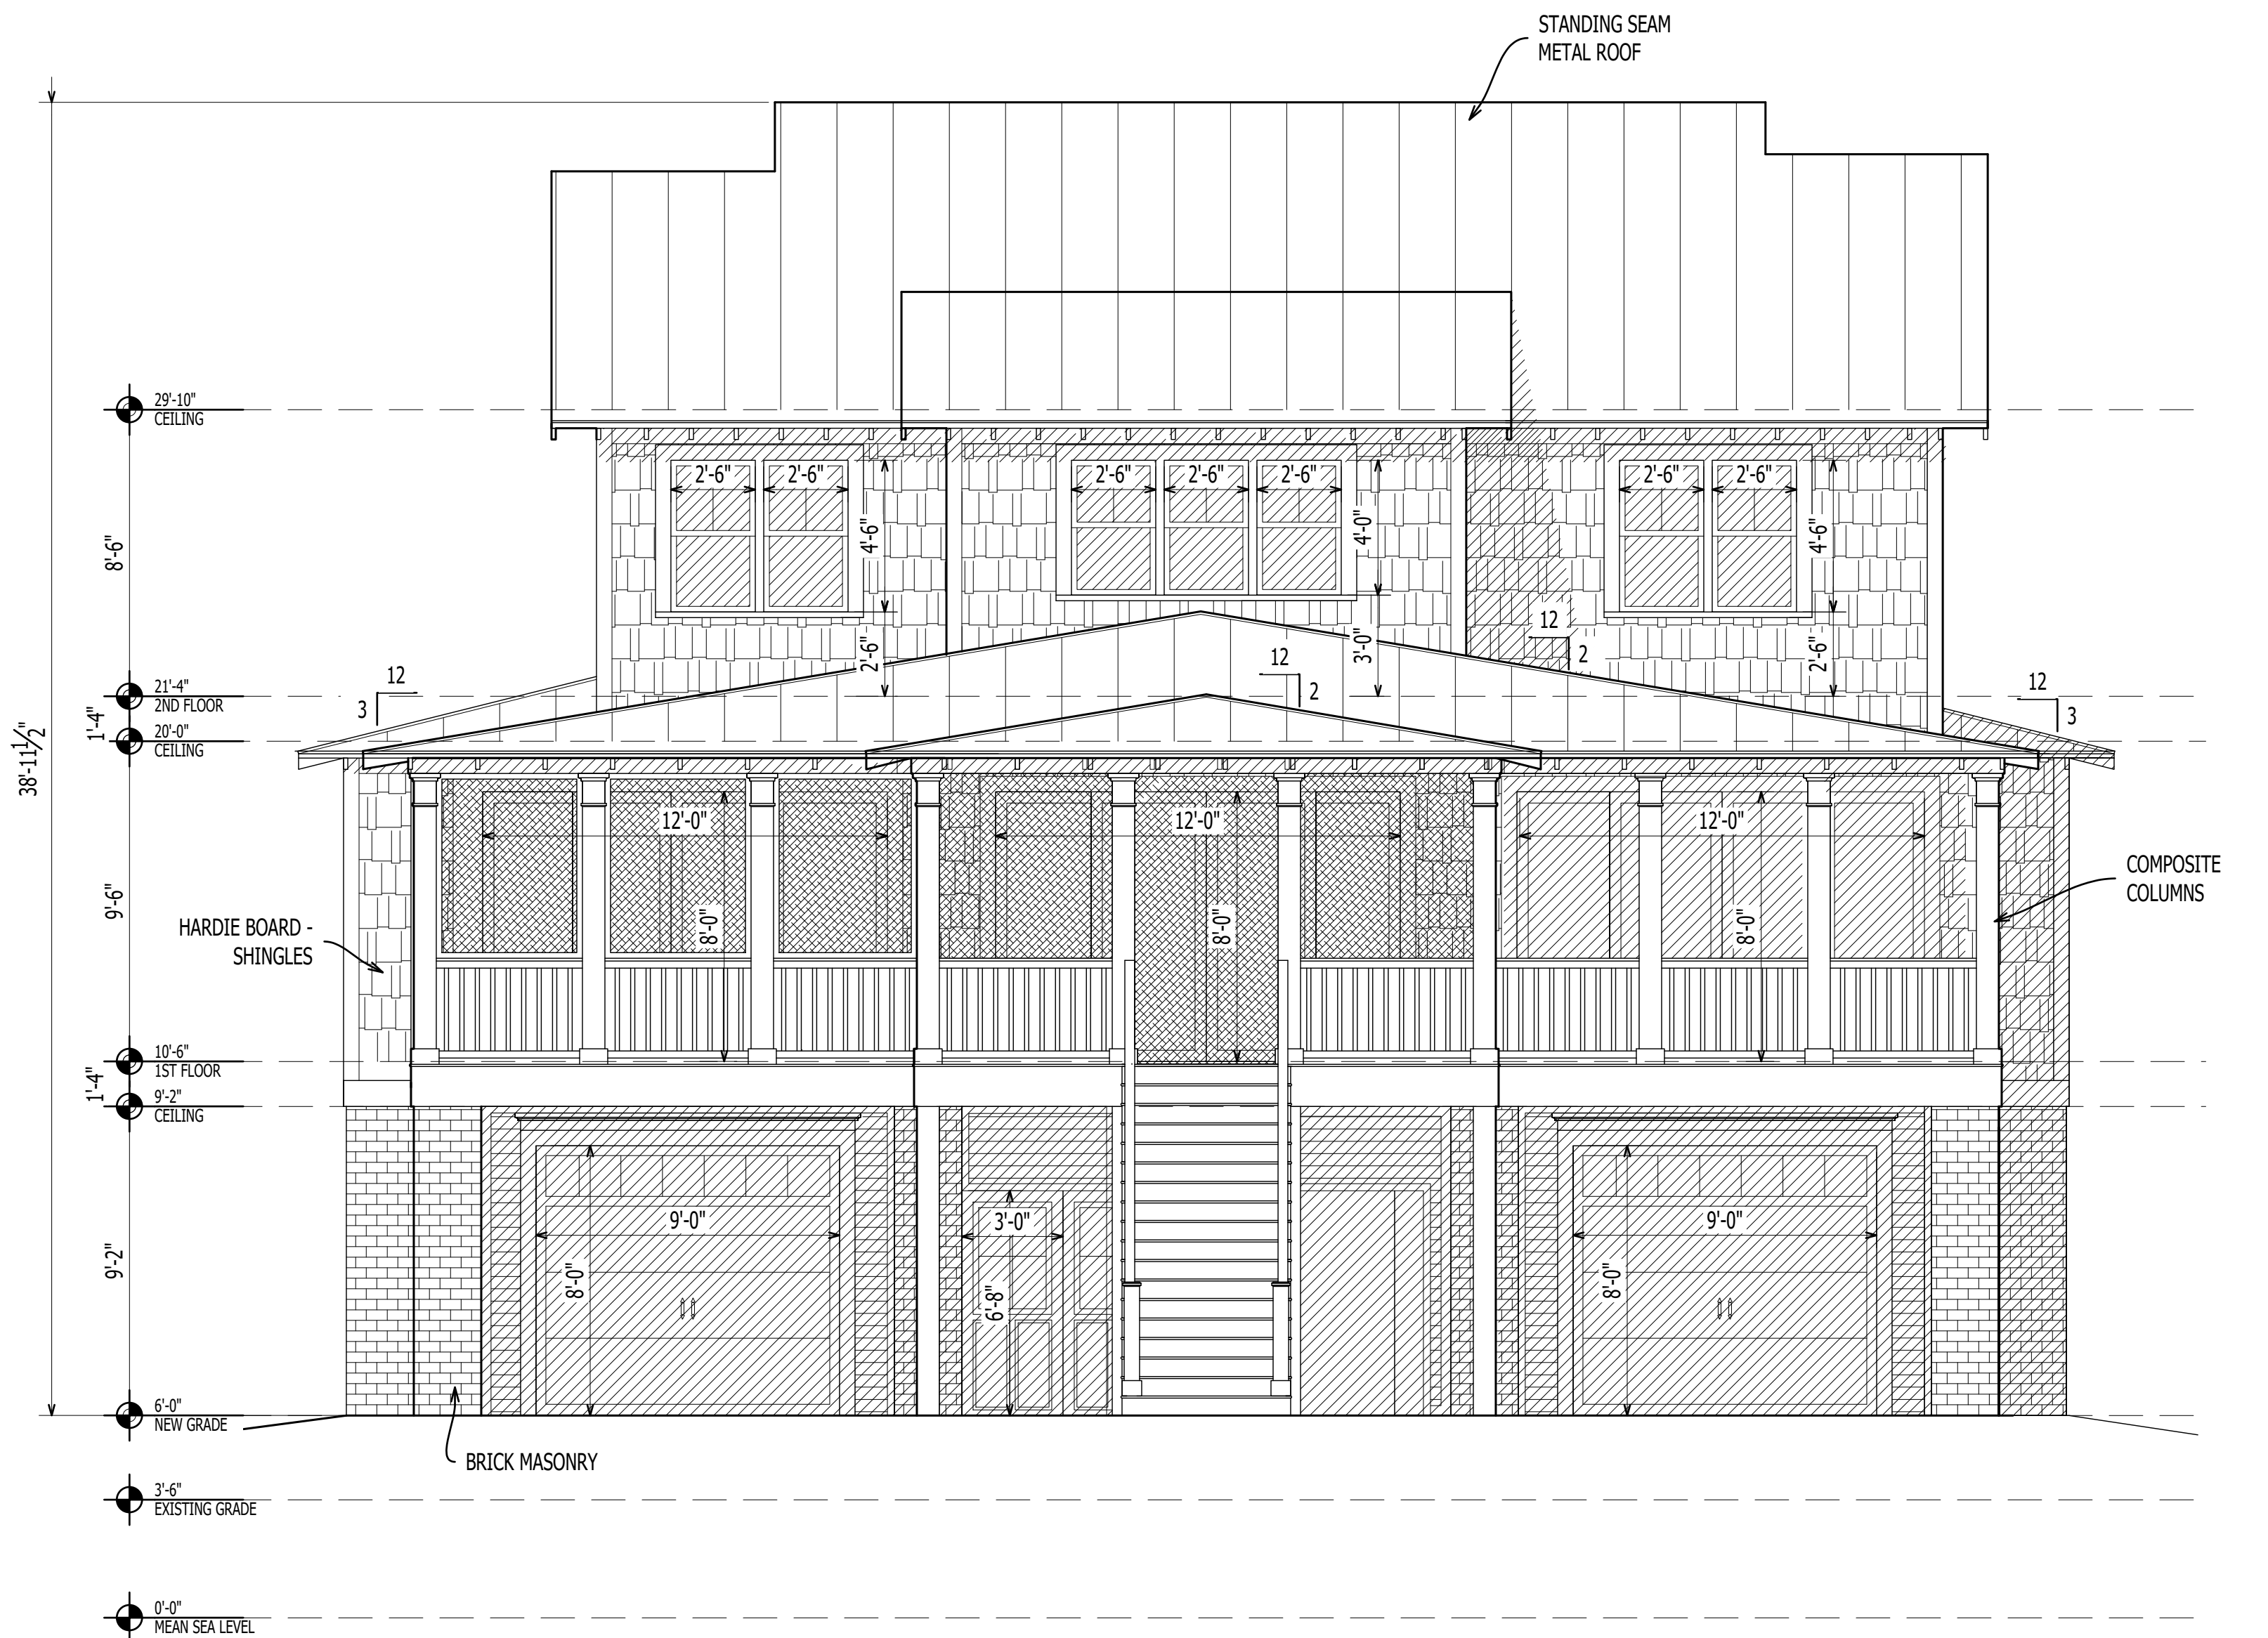 STANDING SEAM
METAL ROOF
29'-10"
CEILING
2'-6" 2'-6" 2'-6" 2'-6" 2'-6" 2'-6" 2'-6"
4'-6" 4'-0" 4'-6"
8'-6"
12
2
2'-6" 3'-0" 2'-6"
12
2
12
3
12
3
21'-4"
2ND FLOOR
1'-4"
20'-0"
CEILING
38'-11 1/2"
12'-0" 12'-0" 12'-0"
COMPOSITE
COLUMNS
9'-6"
8'-0" 8'-0" 8'-0"
HARDIE BOARD -
SHINGLES
10'-6"
1ST FLOOR
1'-4"
9'-2"
CEILING
9'-0" 3'-0" 9'-0"
9'-2"
8'-0" 6'-8" 8'-0"
6'-0"
NEW GRADE
BRICK MASONRY
3'-6"
EXISTING GRADE
0'-0"
MEAN SEA LEVEL